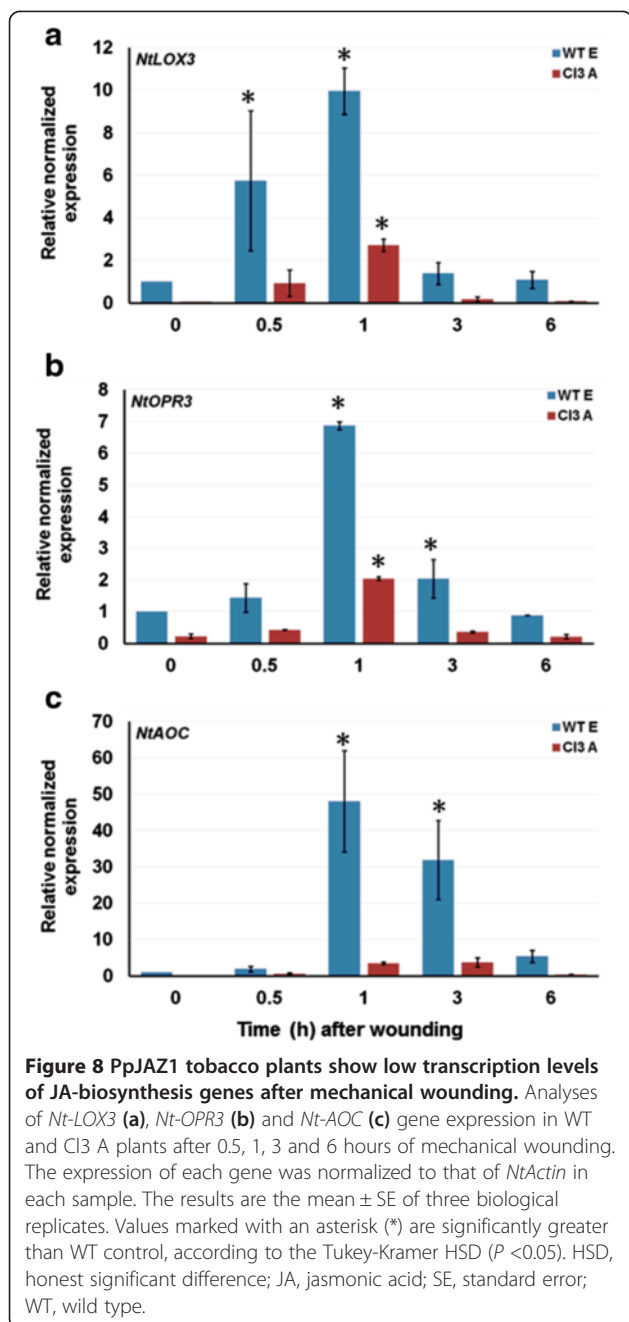 a
NtLOX3
WT E
Cl3 A
Relative normalized
expression
12
10
8
6
4
2
0
*
*
*
0 0.5 1 3 6
b
NtOPR3
WT E
Cl3 A
Relative normalized
expression
8
7
6
5
4
3
2
1
0
*
*
*
0 0.5 1 3 6
c
NtAOC
WT E
Cl3 A
Relative normalized
expression
70
60
50
40
30
20
10
0
*
*
0 0.5 1 3 6
Time (h) after wounding
Figure 8 PpJAZ1 tobacco plants show low transcription levels
of JA-biosynthesis genes after mechanical wounding. Analyses
of Nt-LOX3 (a), Nt-OPR3 (b) and Nt-AOC (c) gene expression in WT
and Cl3 A plants after 0.5, 1, 3 and 6 hours of mechanical wounding.
The expression of each gene was normalized to that of NtActin in
each sample. The results are the mean ± SE of three biological
replicates. Values marked with an asterisk (*) are significantly greater
than WT control, according to the Tukey-Kramer HSD (P <0.05). HSD,
honest significant difference; JA, jasmonic acid; SE, standard error;
WT, wild type.